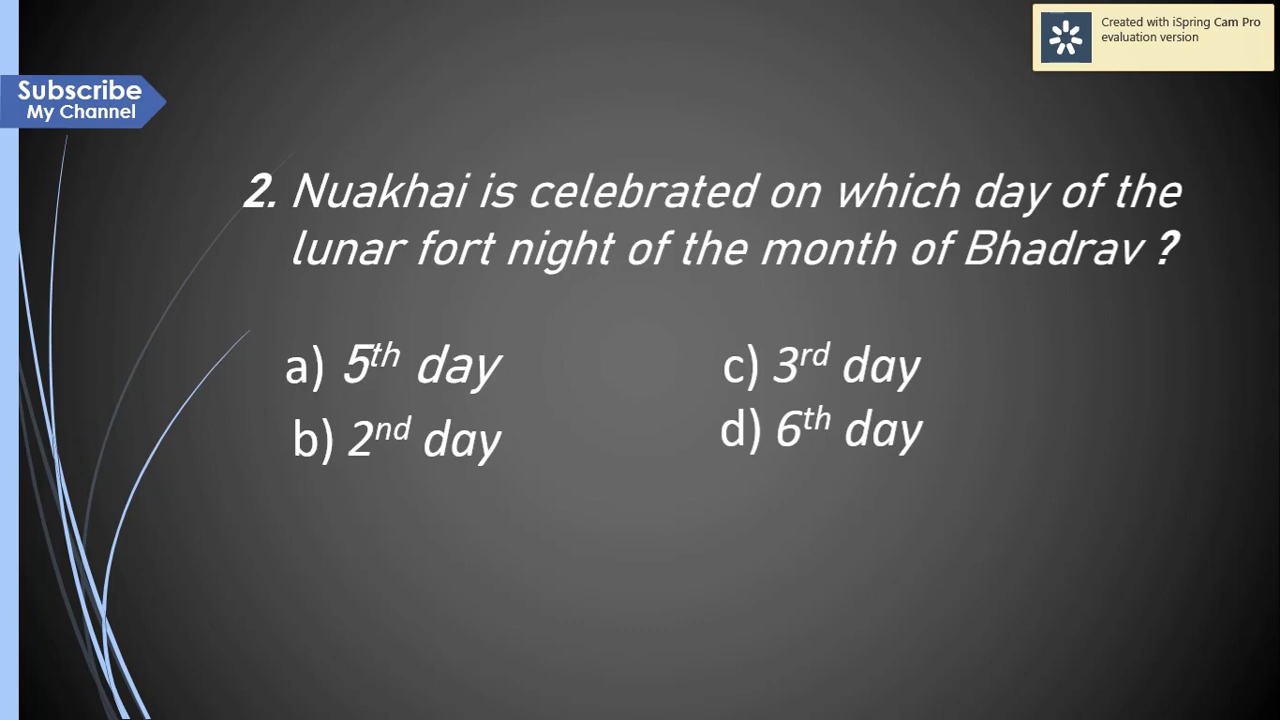 Created with iSpring Cam Pro
evaluation version
Subscribe
My Channel
2. Nuakhai is celebrated on which day of the
lunar fort night of the month of Bhadrav ?
a) 5th day
c) 3rd day
b) 2nd day
d) 6th day